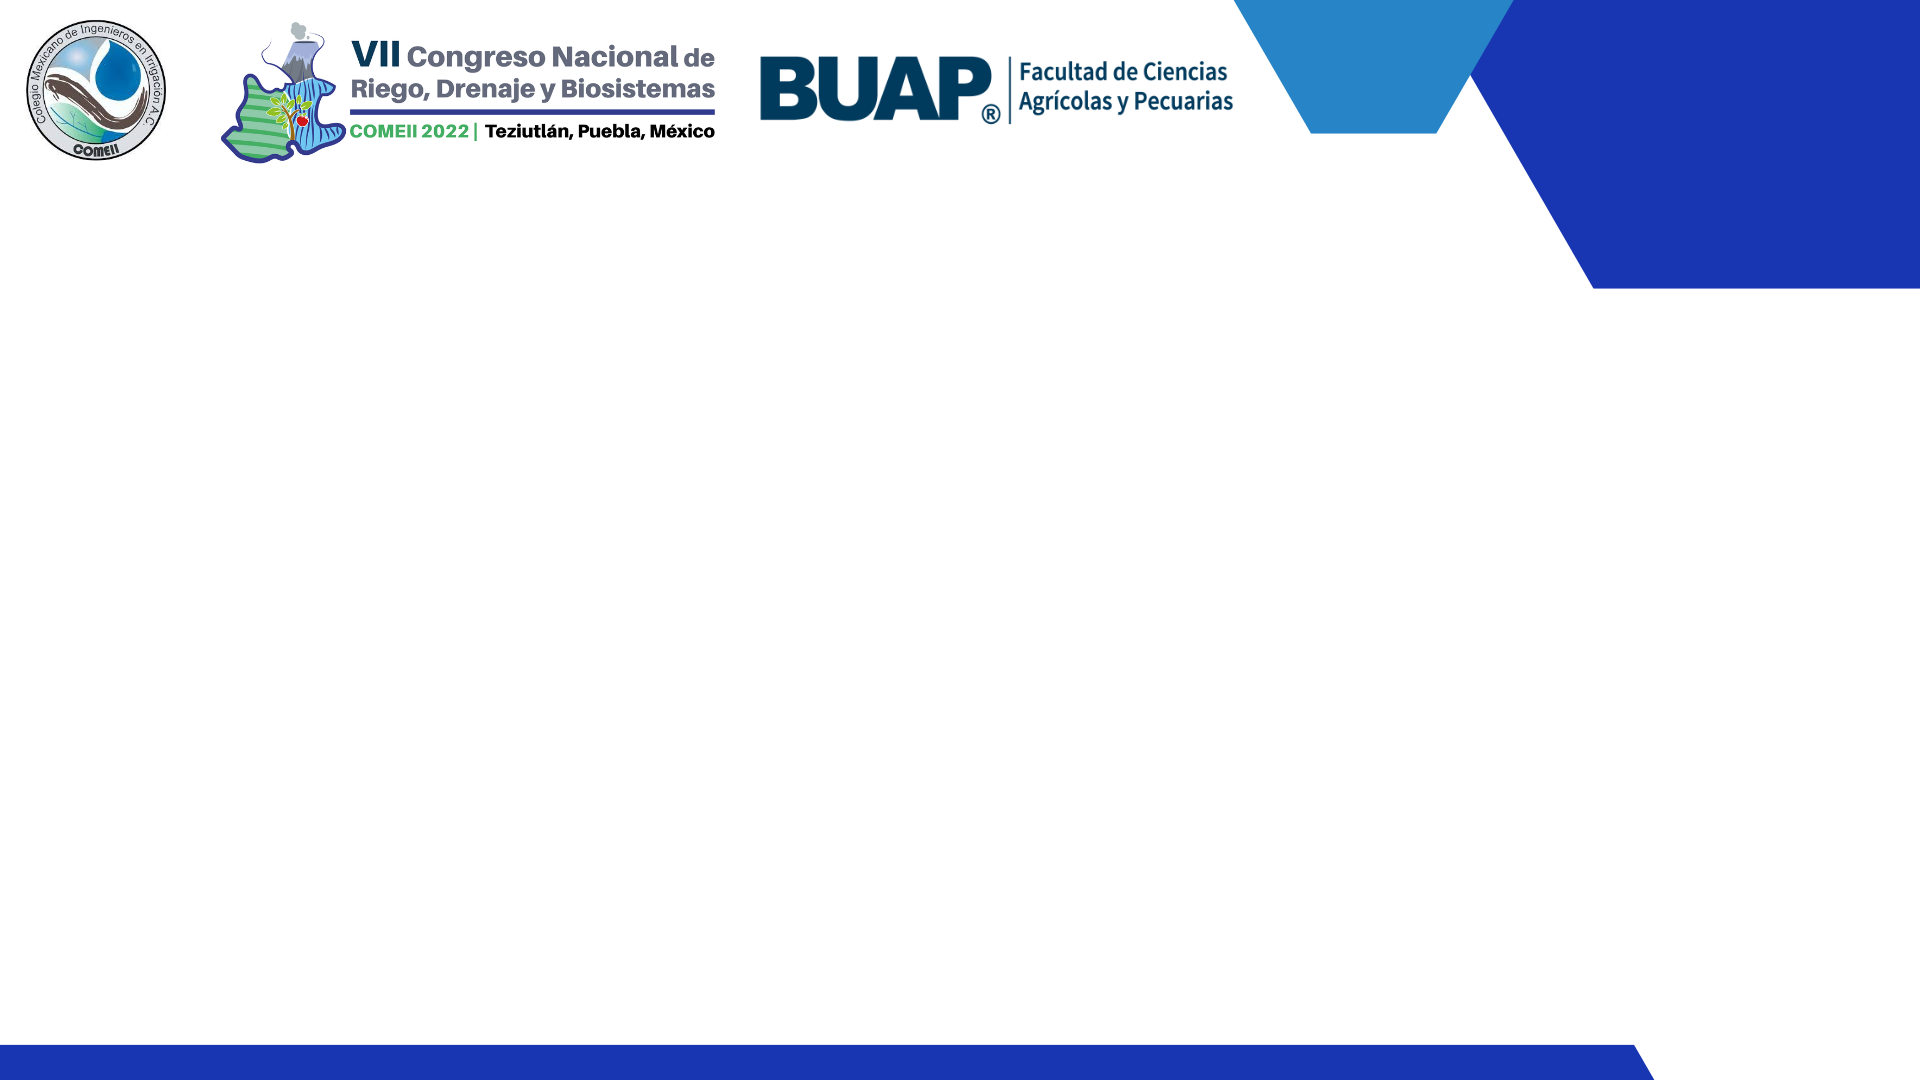 Colegio Mexicano de Ingenieros en Irrigación A.C.
COMEII
VII Congreso Nacional de
Riego, Drenaje y Biosistemas
COMEII 2022 | Teziutlán, Puebla, México
BUAP®
Facultad de Ciencias
Agrícolas y Pecuarias